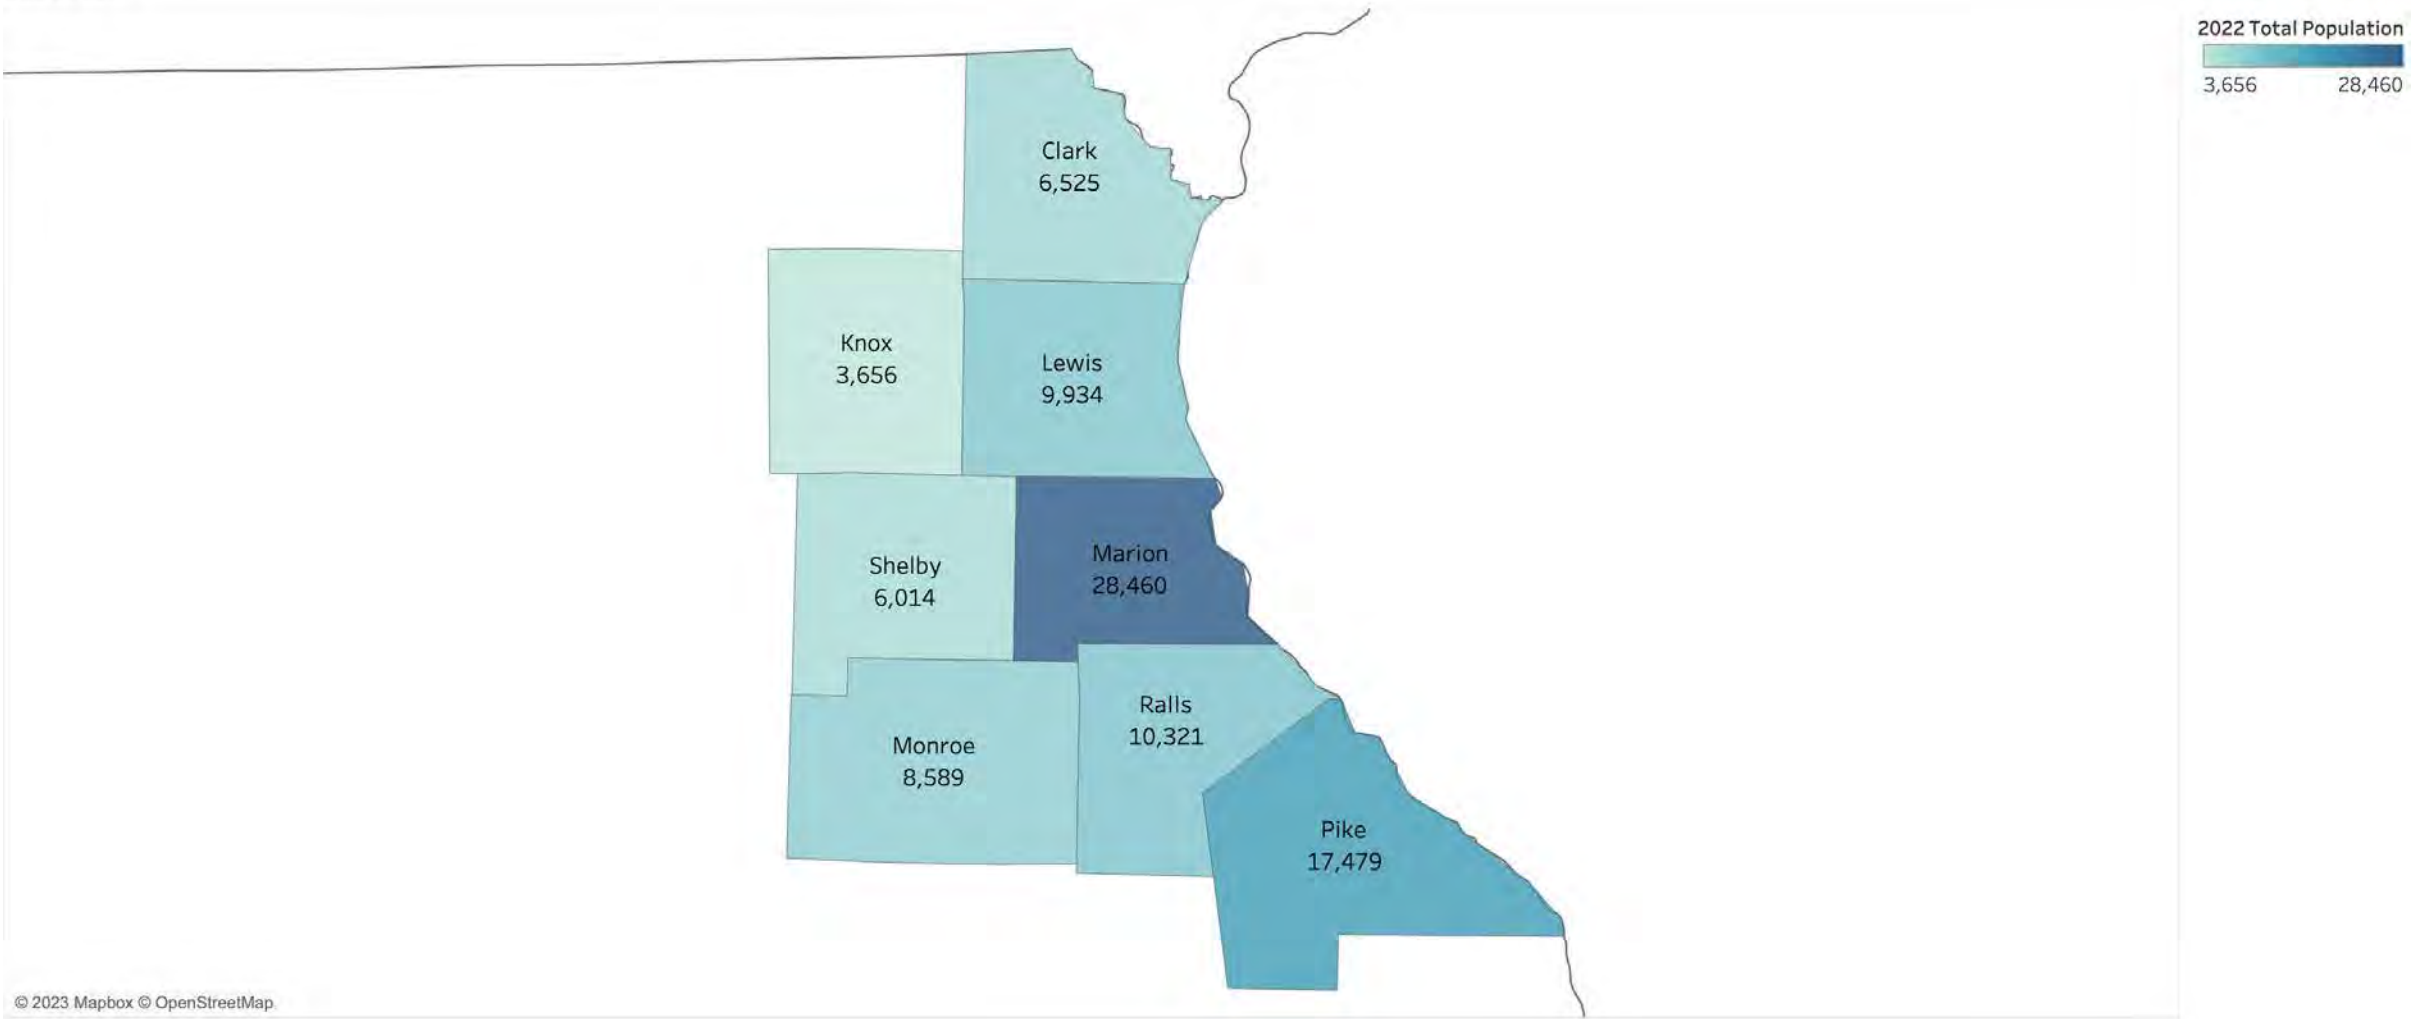 2022 Total Population
3,656 28,460
Clark
6,525
Knox
3,656
Lewis
9,934
Shelby
6,014
Marion
28,460
Monroe
8,589
Ralls
10,321
Pike
17,479
© 2023 Mapbox © OpenStreetMap